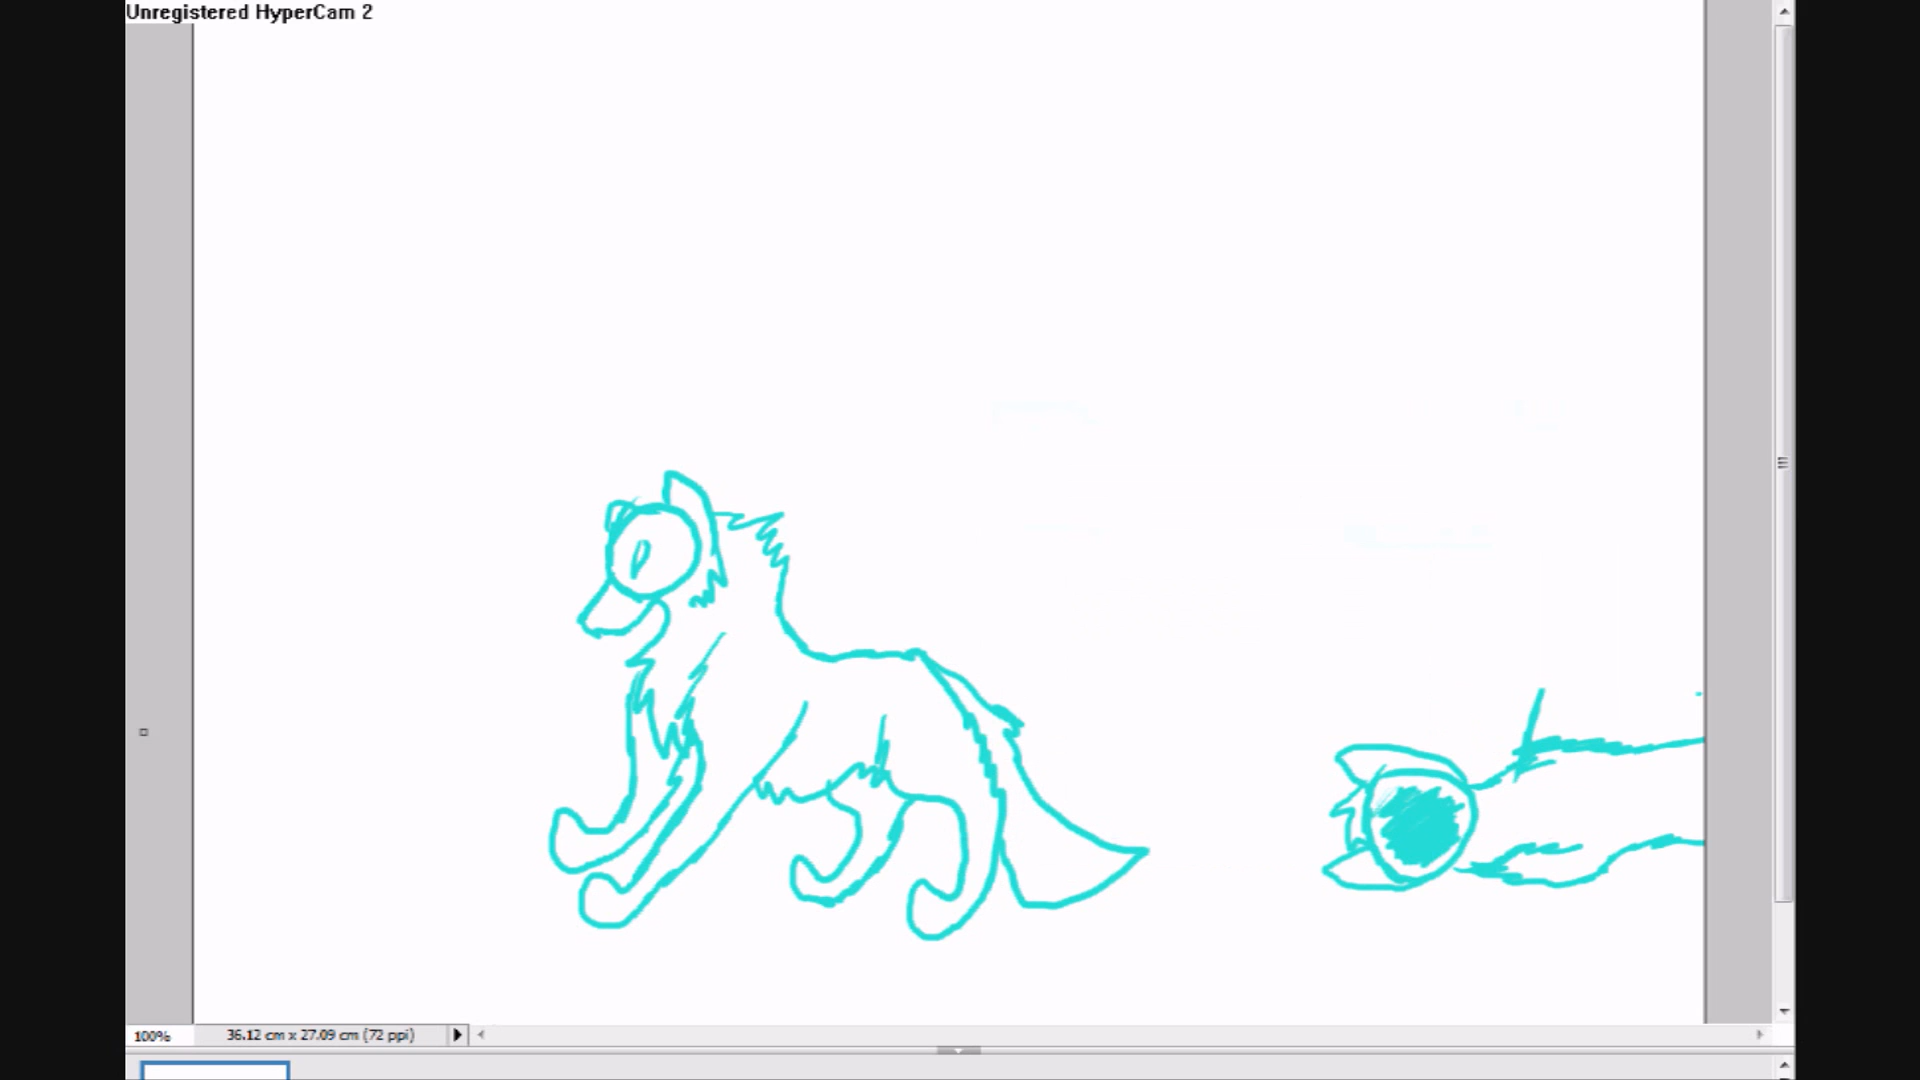 Unregistered HyperCam 2
100%
36.12 cm x 27.09 cm (72 ppi)